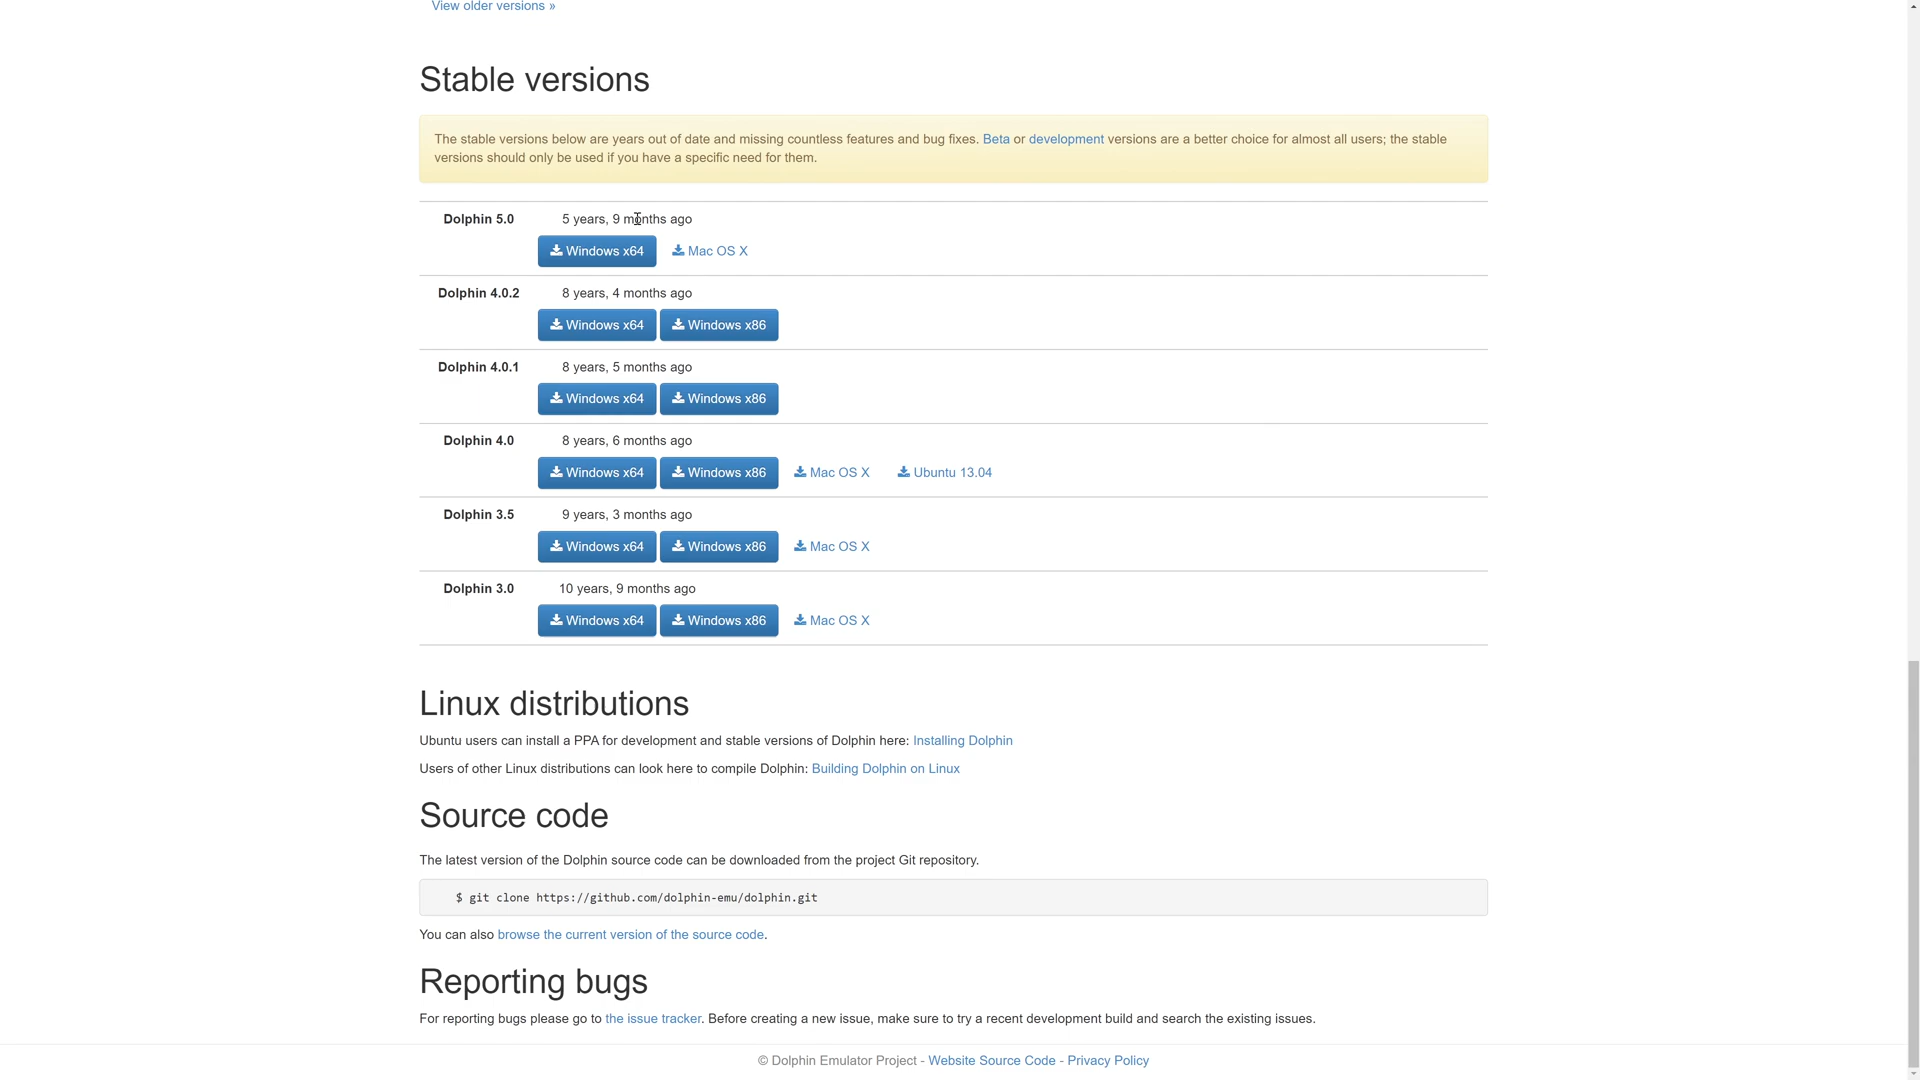 View older versions »
Stable versions
The stable versions below are years out of date and missing countless features and bug fixes. Beta or development versions are a better choice for almost all users; the stable
versions should only be used if you have a specific need for them.
Dolphin 5.0 5 years, 9 months ago
Windows x64 Mac OS X
Dolphin 4.0.2 8 years, 4 months ago
Windows x64 Windows x86
Dolphin 4.0.1 8 years, 5 months ago
Windows x64 Windows x86
Dolphin 4.0 8 years, 6 months ago
Windows x64 Windows x86 Mac OS X Ubuntu 13.04
Dolphin 3.5 9 years, 3 months ago
Windows x64 Windows x86 Mac OS X
Dolphin 3.0 10 years, 9 months ago
Windows x64 Windows x86 Mac OS X
Linux distributions
Ubuntu users can install a PPA for development and stable versions of Dolphin here: Installing Dolphin
Users of other Linux distributions can look here to compile Dolphin: Building Dolphin on Linux
Source code
The latest version of the Dolphin source code can be downloaded from the project Git repository.
$ git clone https://github.com/dolphin-emu/dolphin.git
You can also browse the current version of the source code.
Reporting bugs
For reporting bugs please go to the issue tracker. Before creating a new issue, make sure to try a recent development build and search the existing issues.
© Dolphin Emulator Project - Website Source Code - Privacy Policy